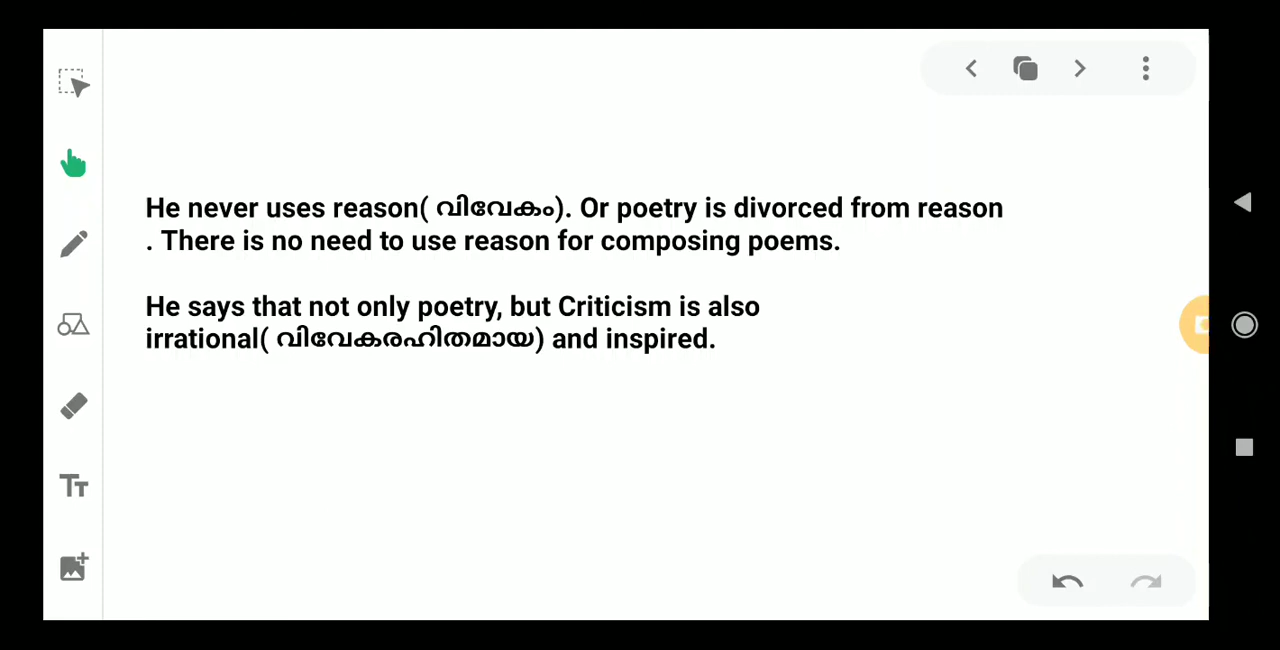 He never uses reason( വിവേകം). Or poetry is divorced from reason
. There is no need to use reason for composing poems.
He says that not only poetry, but Criticism is also
irrational( വിവേകരഹിതമായ) and inspired.